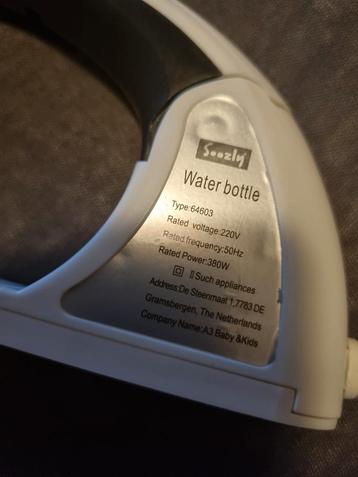 Soozly
Water bottle
Type:64603
Rated voltage:220V
Rated frequency:50Hz
Rated Power:380W
II Such appliances
Address:De Steenmaat 1,7783 DE
Gramsbergen, The Netherlands
Company Name:A3 Baby &Kids